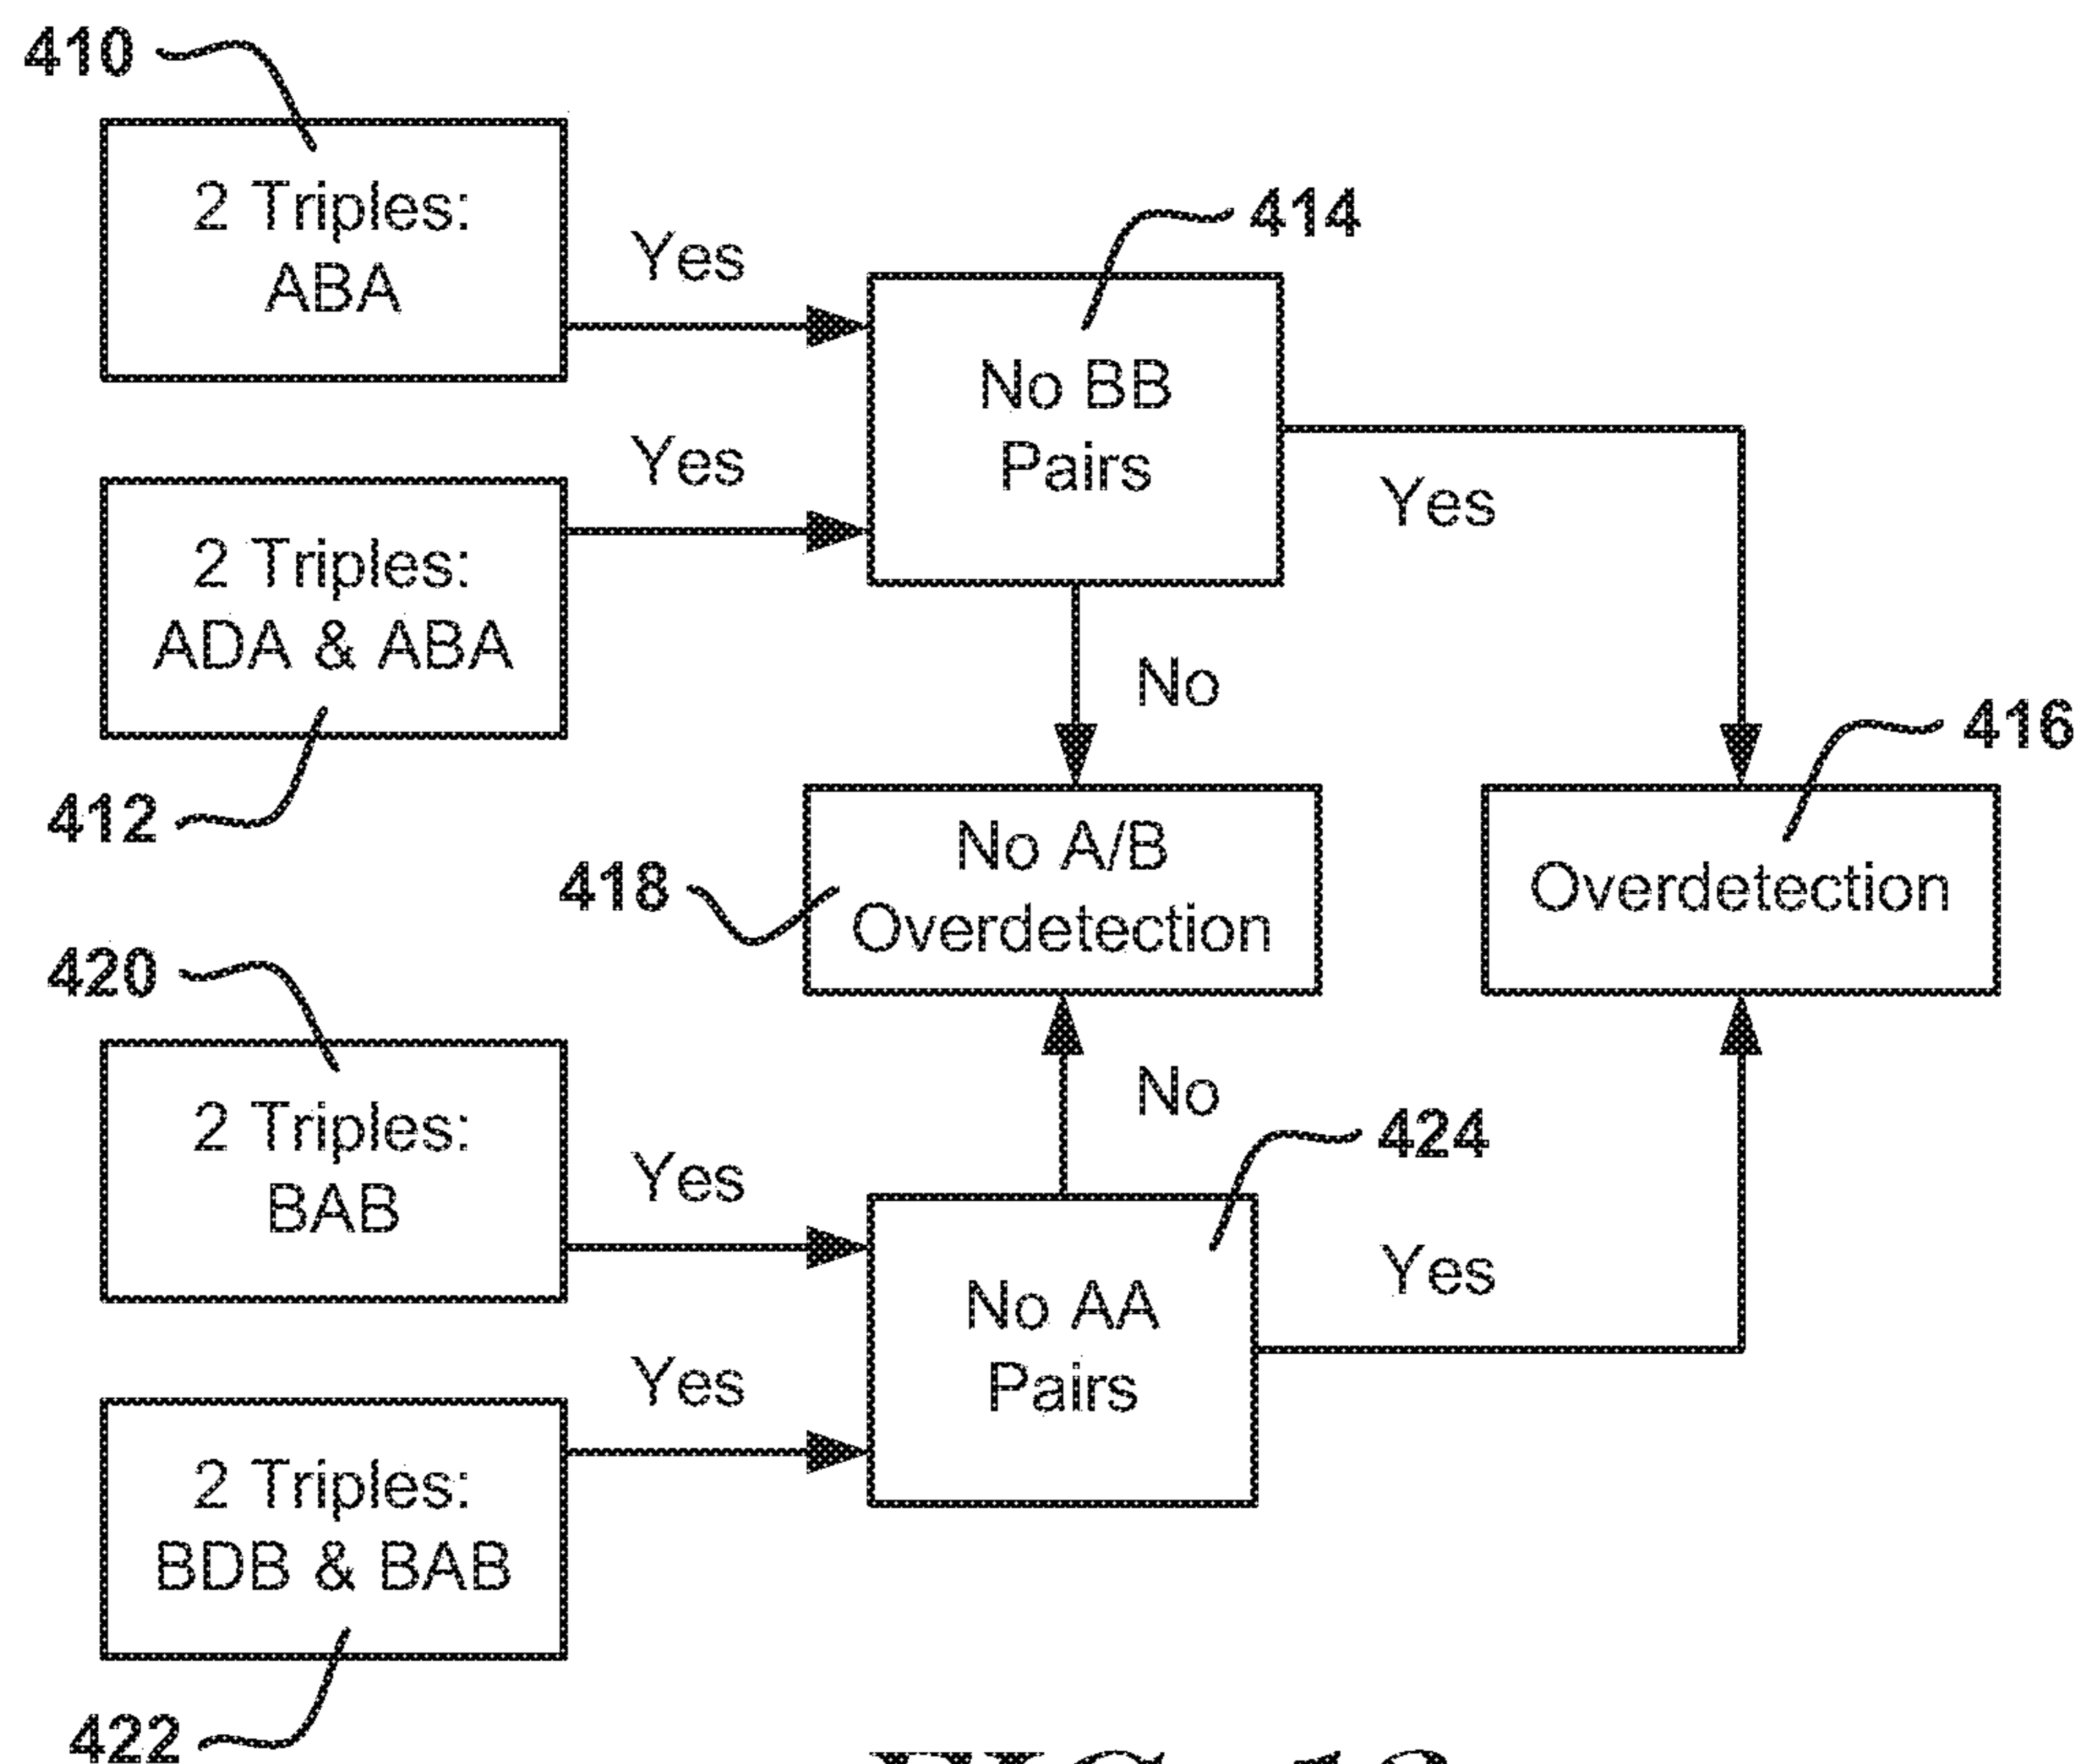 410
2 Triples:
ABA
Yes
414
No BB
Pairs
Yes
Yes
2 Triples:
ADA & ABA
No
412
416
No A/B
Overdetection
418
Overdetection
420
2 Triples:
BAB
Yes
No
424
No AA
Pairs
Yes
Yes
2 Triples:
BDB & BAB
422